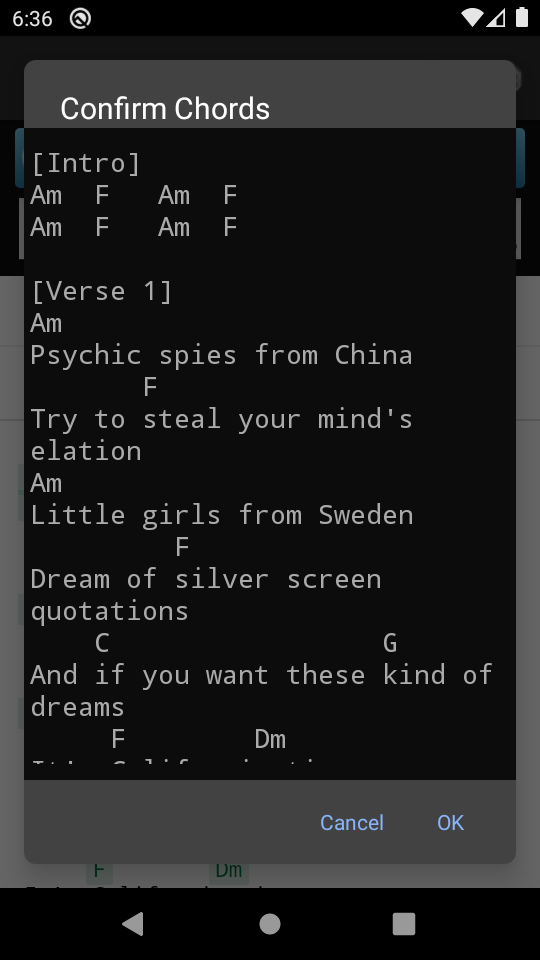 6:36
Confirm Chords
[Intro]
Am  F   Am  F
Am  F   Am  F
[Verse 1]
Am
Psychic spies from China
       F
Try to steal your mind's
elation
Am
Little girls from Sweden
         F
Dream of silver screen
quotations
    C                 G
And if you want these kind of
dreams
     F        Dm
Cancel OK
F Dm